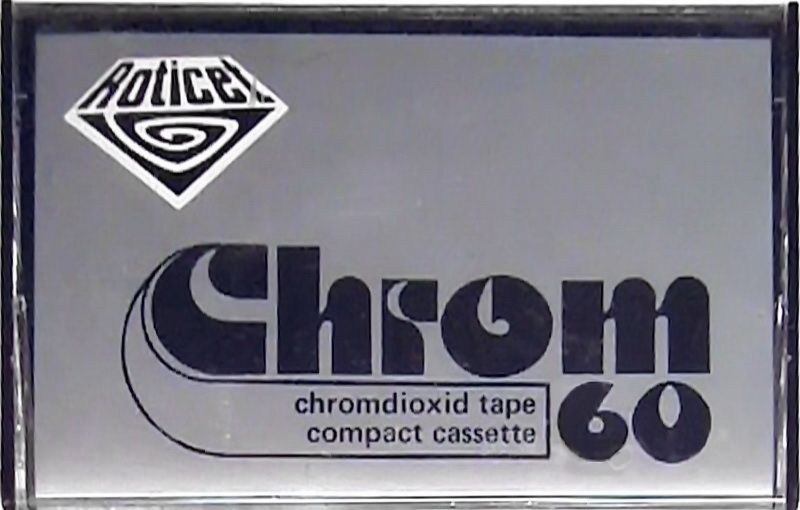 Roticel
Chrom
chromdioxid tape
compact cassette
60